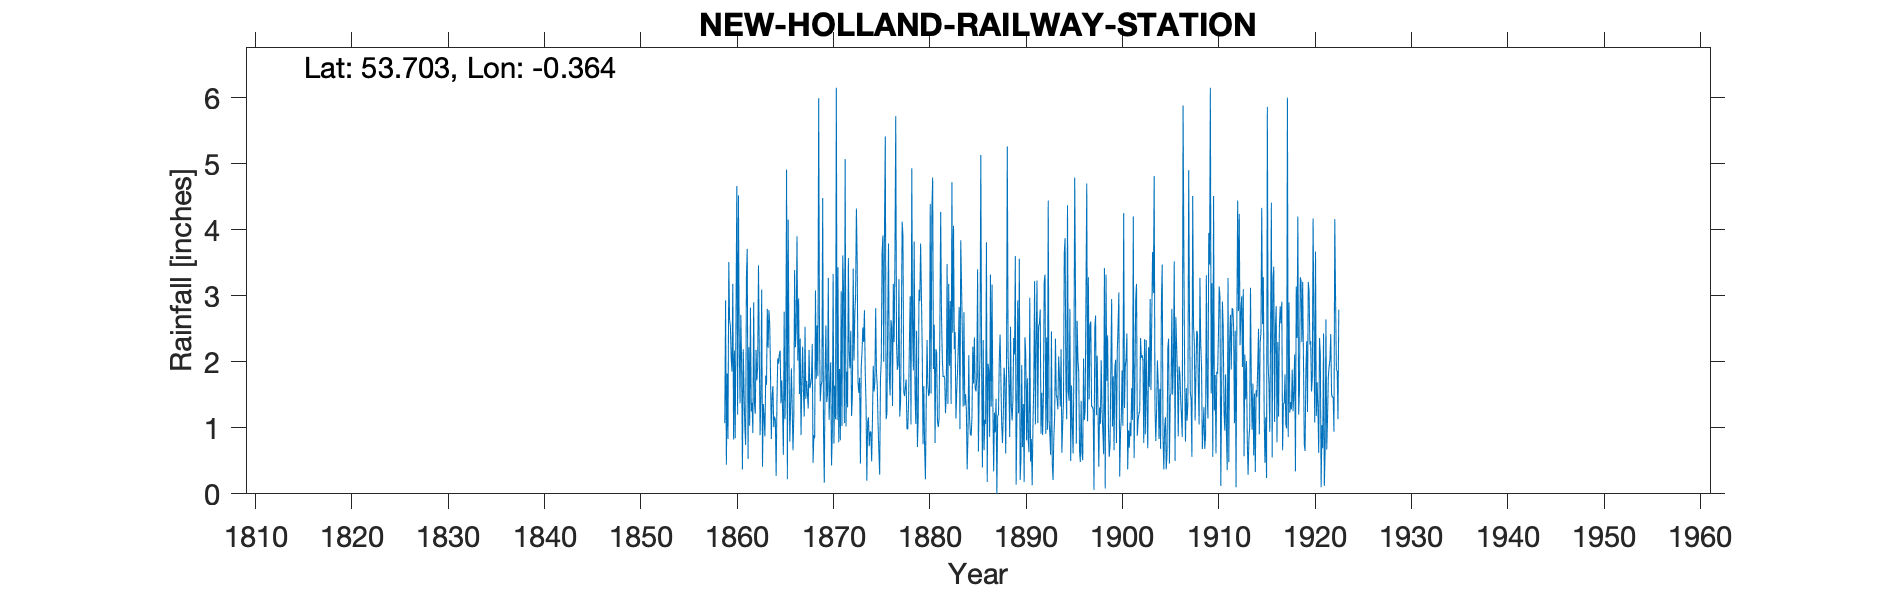 NEW-HOLLAND-RAILWAY-STATION
Lat: 53.703, Lon: -0.364
Rainfall [inches]
6
5
4
3
2
1
0
1810 1820 1830 1840 1850 1860 1870 1880 1890 1900 1910 1920 1930 1940 1950 1960
Year